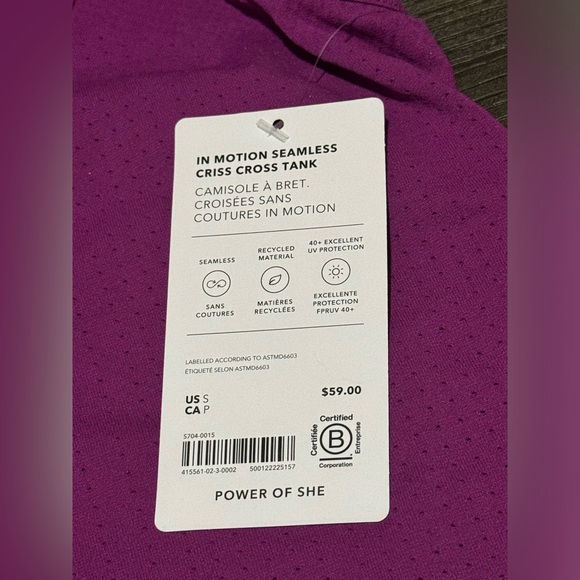 IN MOTION SEAMLESS
CRISS CROSS TANK
CAMISOLE À BRET.
CROISÉES SANS
COUTURES IN MOTION
SEAMLESS
SANS
COUTURES
RECYCLED
MATERIAL
MATIÈRES
RECYCLÉES
40+ EXCELLENT
UV PROTECTION
EXCELLENTE
PROTECTION
FPRUV 40+
LABELLED ACCORDING TO ASTMD6603
ÉTIQUETÉ SELON ASTMD6603
US S
CA P
$59.00
5704-0015
415561-02-3-0002 500122225157
Certified
Certifiée
B
Entreprise
Corporation
POWER OF SHE